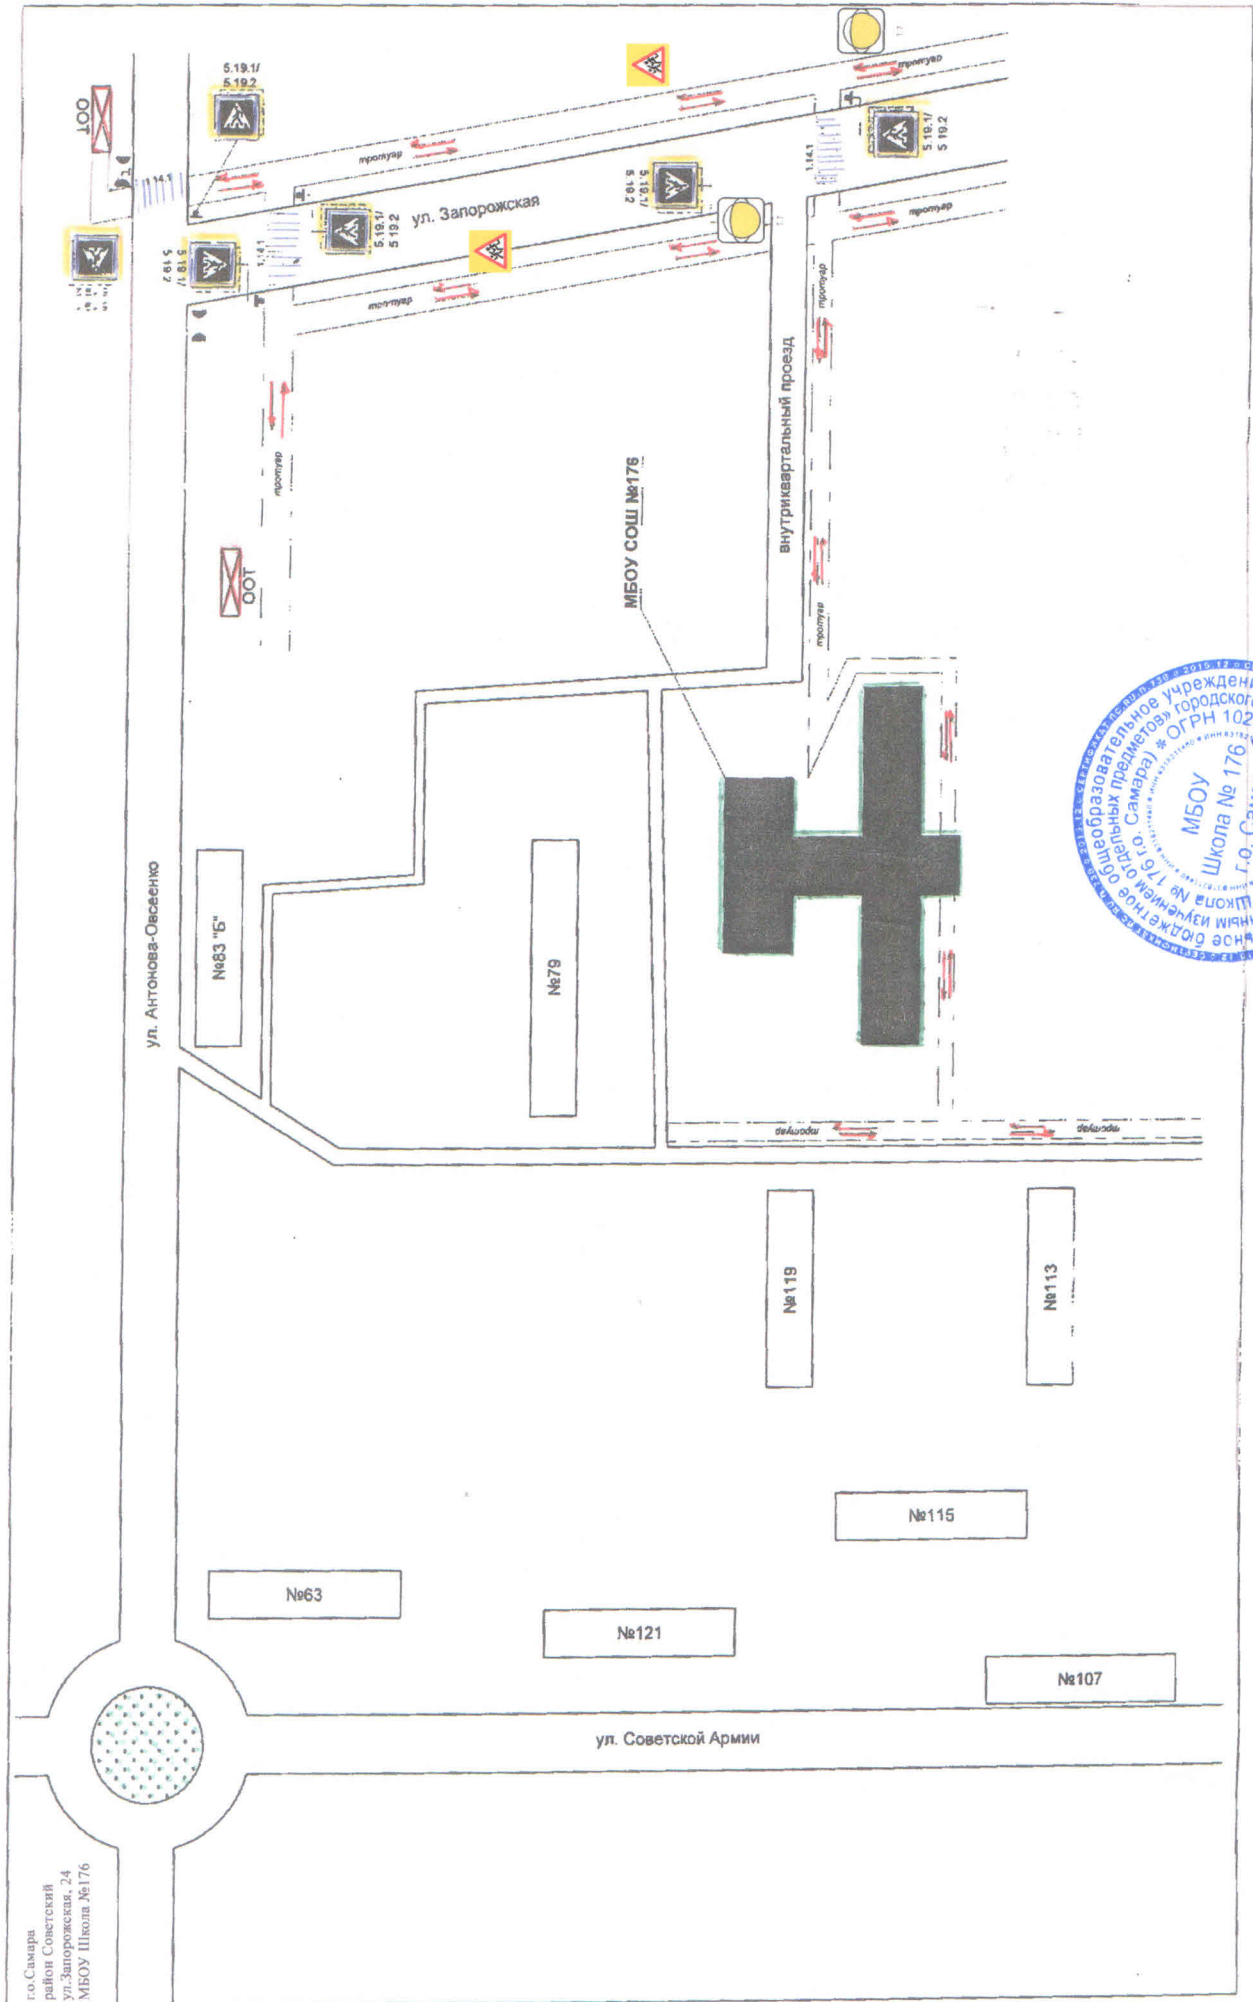 г.о.Самара
район Советский
ул.Запорожская, 24
МБОУ Школа №176
ул. Антонова-Овсеенко
ООТ
5.19.1/
5.19.2
1.14.1
5.19.1/
5.19.2
1.14.1
5.19.1/
5.19.2
ул. Запорожская
тротуар
тротуар
тротуар
ООТ
5.19.1/
5.19.2
1.14.1
5.19.1/
5.19.2
тротуар
тротуар
тротуар
внутриквартальный проезд
тротуар
МБОУ СОШ №176
№83 "Б"
№79
тротуар
тротуар
№119
№113
№115
№63
№121
№107
ул. Советской Армии
МБОУ
Школа № 176